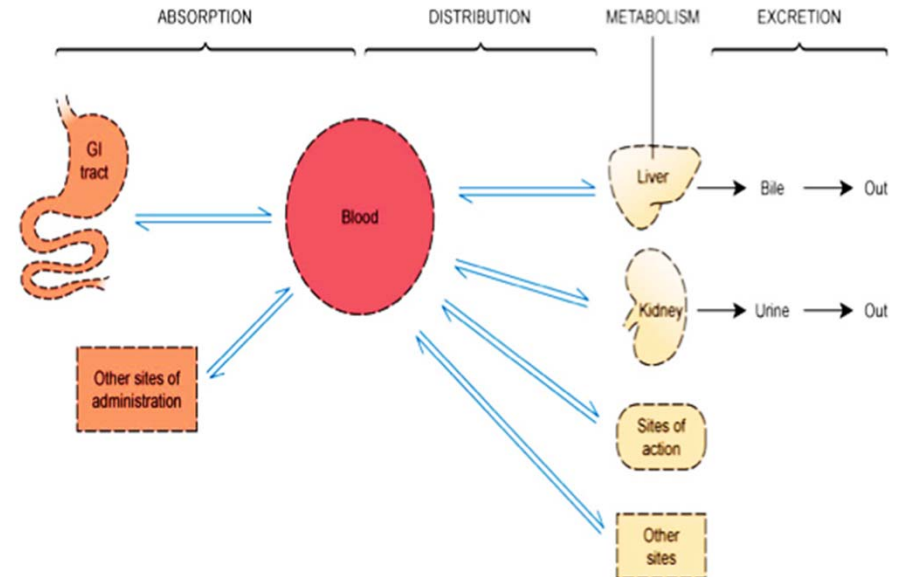 ABSORPTION
DISTRIBUTION
METABOLISM
EXCRETION
GI
tract
Blood
Liver
Bile
Out
Kidney
Urine
Out
Other sites of
administration
Sites of
action
Other
sites